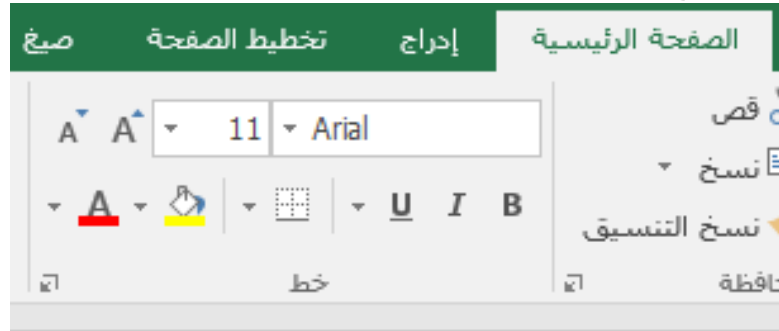 الصفحة الرئيسية إدراج تخطيط الصفحة صيغ
قص
Arial 11 A A
نسخ
B I U A
نسخ التنسيق
خط